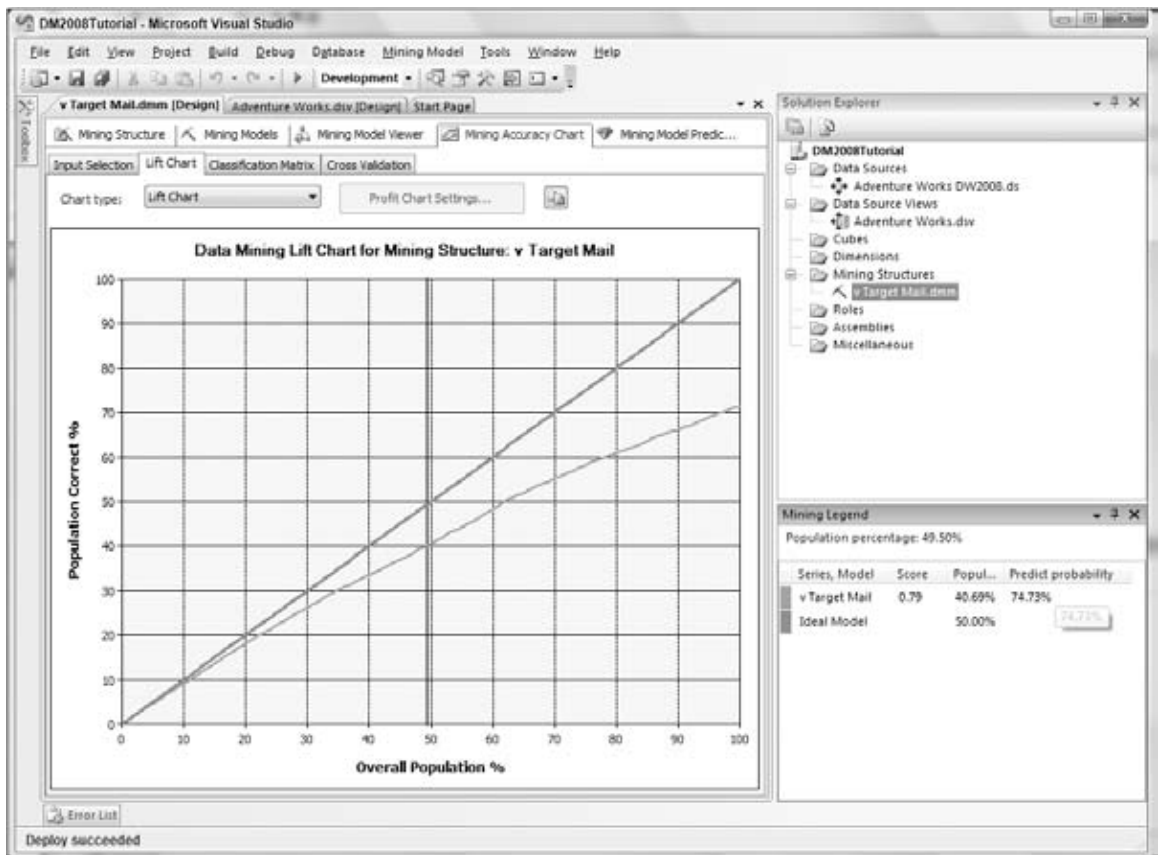 DM2008Tutorial - Microsoft Visual Studio
File Edit View Project Build Debug Database Mining Model Tools Window Help
Development
Toolbox
v Target Mail.dmm [Design] Adventure Works.dsv [Design] Start Page
Mining Structure Mining Models Mining Model Viewer Mining Accuracy Chart Mining Model Predic...
Input Selection Lift Chart Classification Matrix Cross Validation
Chart type: Lift Chart Profit Chart Settings...
Data Mining Lift Chart for Mining Structure: v Target Mail
Population Correct %
100
90
80
70
60
50
40
30
20
10
0
0 10 20 30 40 50 60 70 80 90 100
Overall Population %
Solution Explorer
DM2008Tutorial
Data Sources
Adventure Works DW2008.ds
Data Source Views
Adventure Works.dsv
Cubes
Dimensions
Mining Structures
v Target Mail.dmm
Roles
Assemblies
Miscellaneous
Mining Legend
Population percentage: 49.50%
Series, Model Score Popul... Predict probability
v Target Mail 0.79 40.69% 74.73%
Ideal Model 50.00%
74.73%
Error List
Deploy succeeded